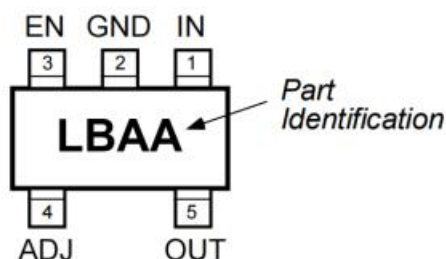 EN GND IN
3 2 1
LBAA
Part
Identification
4 5
ADJ OUT